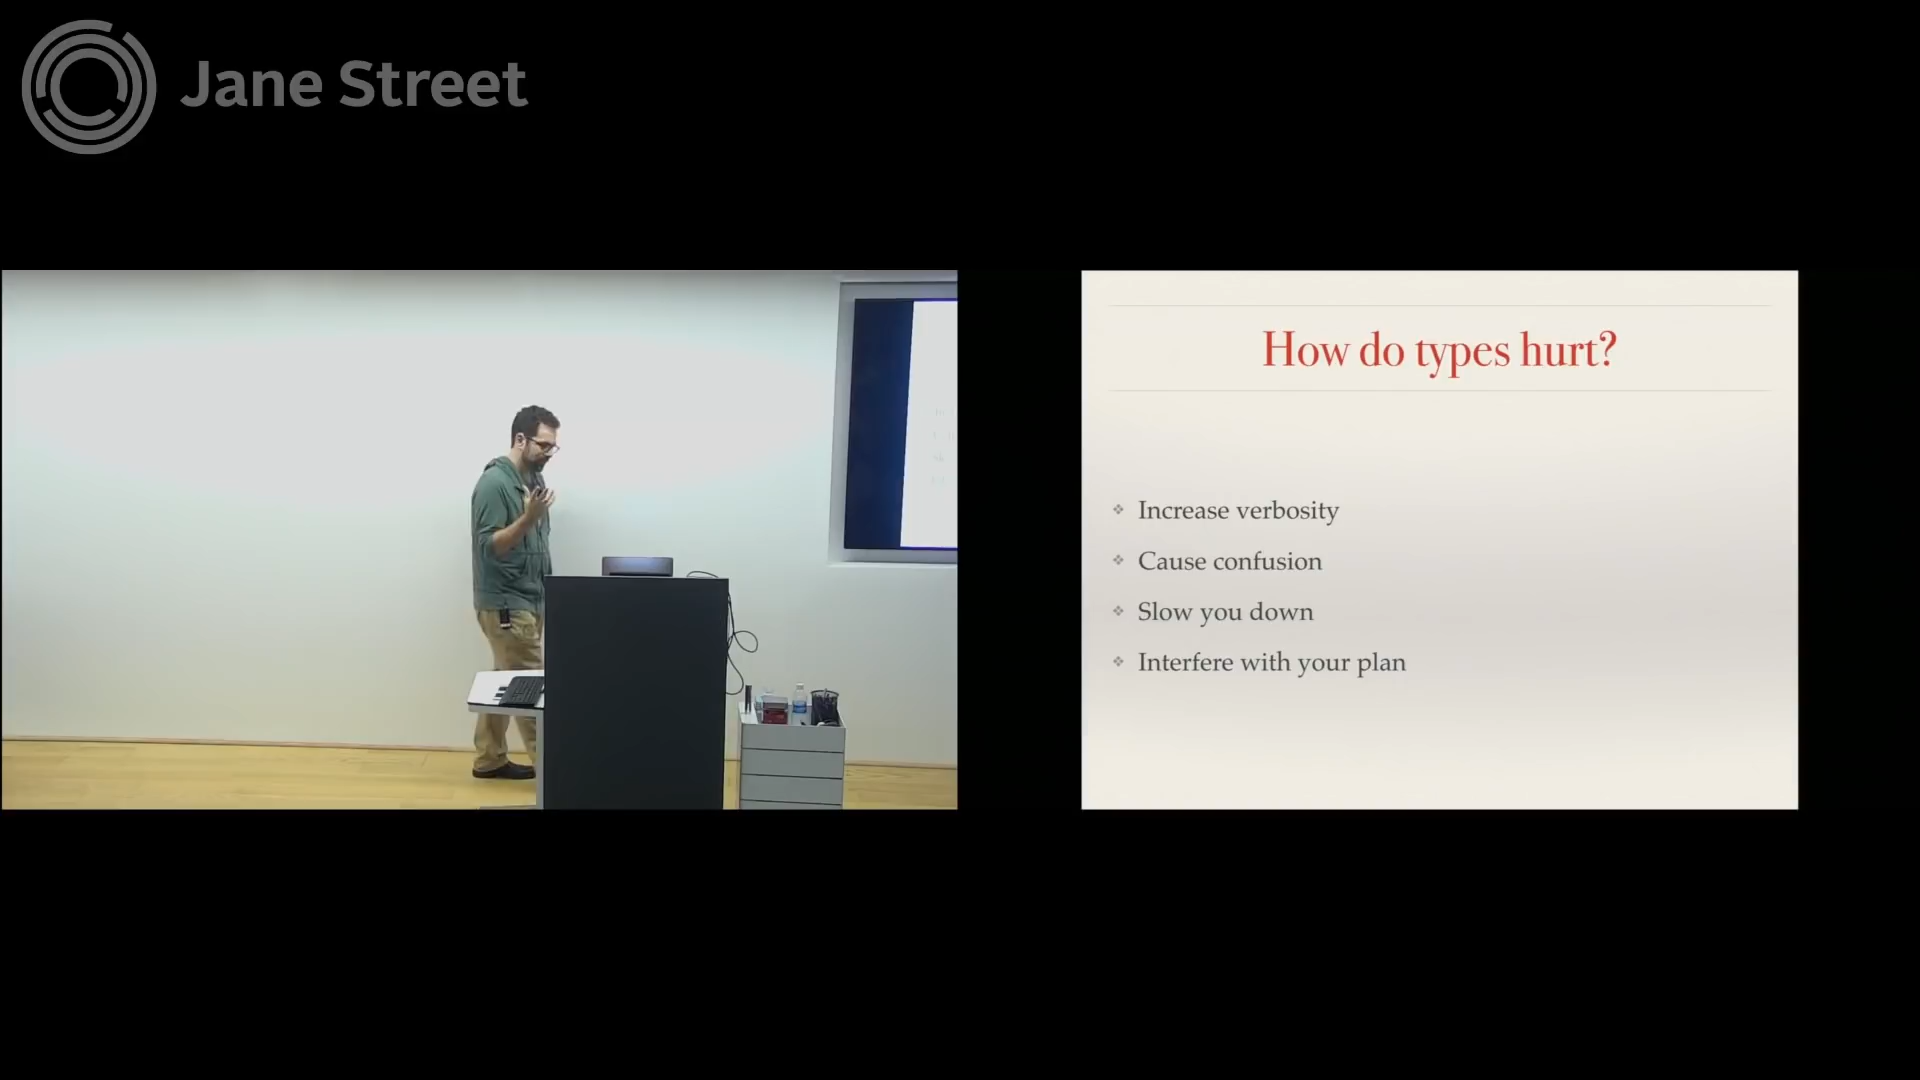 Jane Street
How do types hurt?
Increase verbosity
Cause confusion
Slow you down
Interfere with your plan